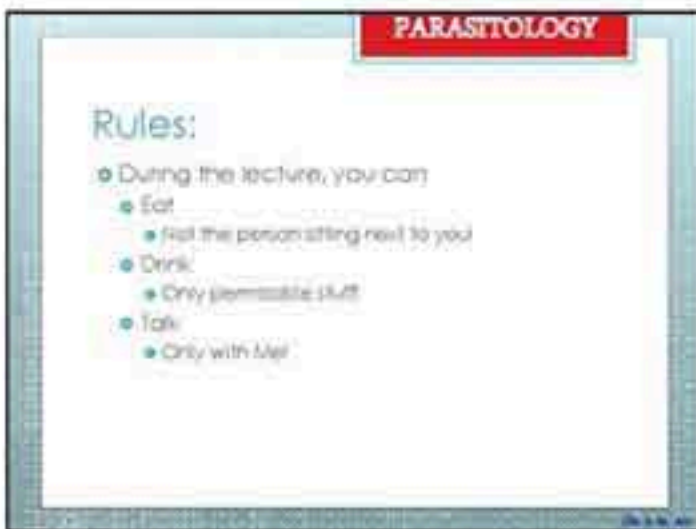 PARASITOLOGY
Rules:
During the lecture, you can
Eat
Not the person sitting next to you!
Drink
Only permissible stuff!
Talk
Only with Me!